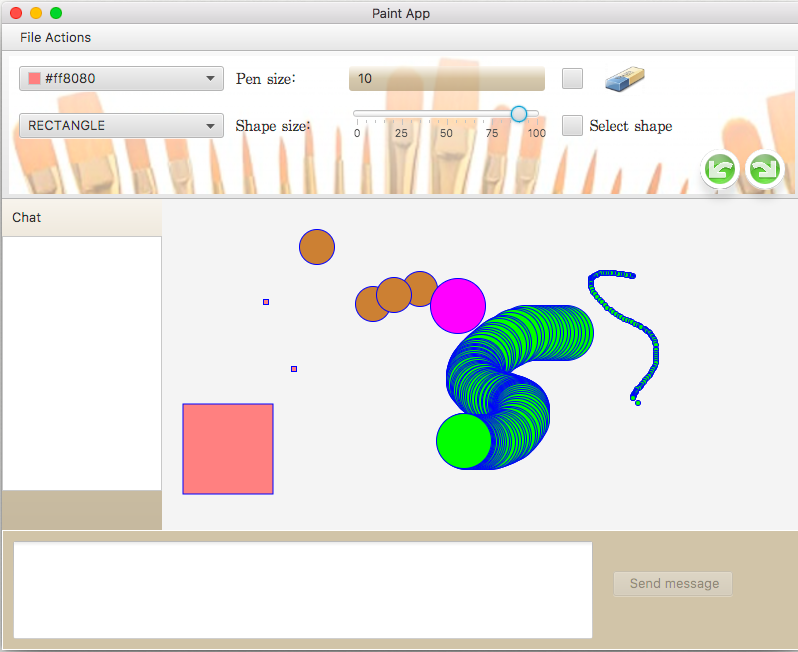 Paint App
File Actions
#ff8080
Pen size:
10
RECTANGLE
Shape size:
0 25 50 75 100
Select shape
Chat
Send message